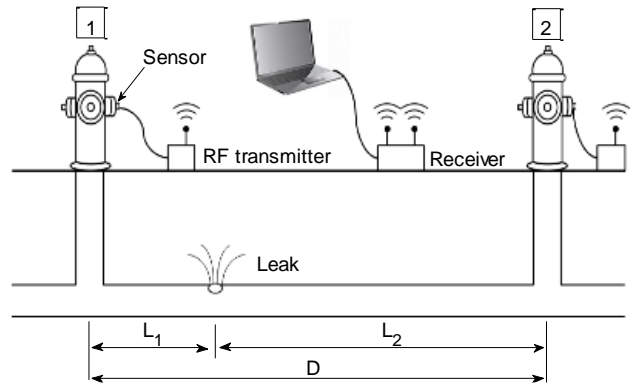 1
2
Sensor
RF transmitter
Receiver
Leak
L1
L2
D